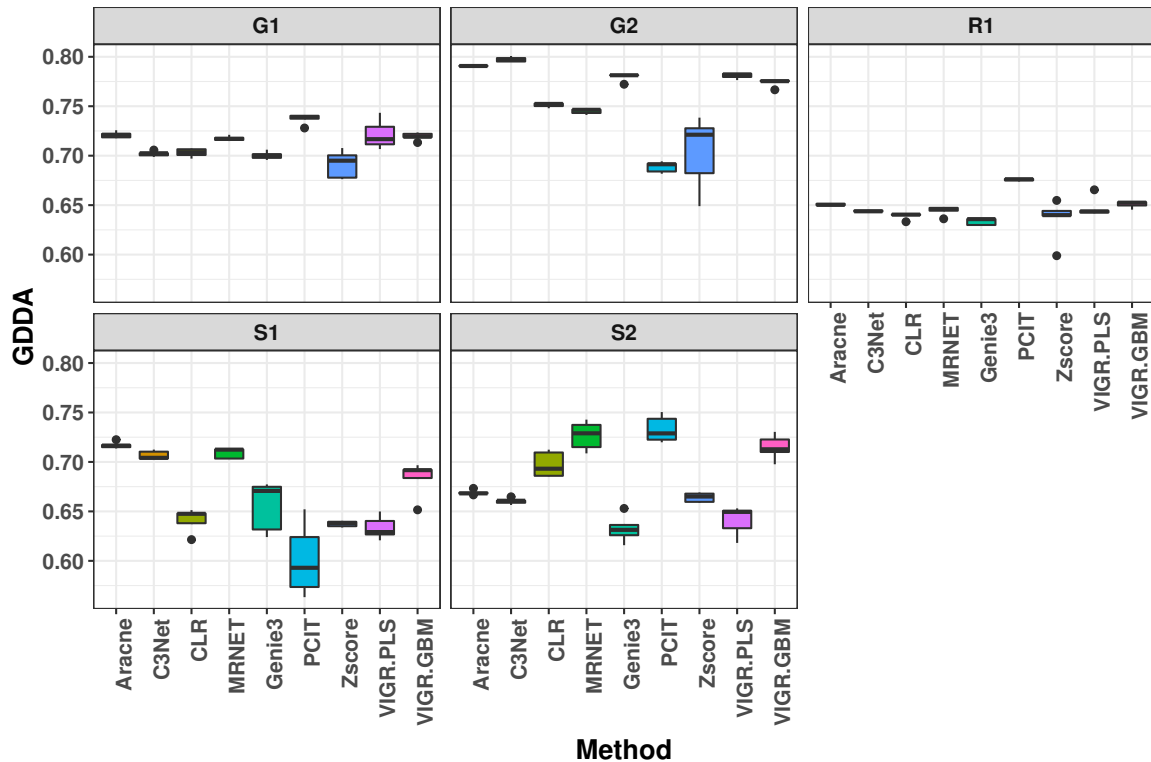 G1 G2 R1
0.80
0.75
0.70
0.65
0.60
Aracne C3Net CLR MRNET Genie3 PCIT Zscore VIGR.PLS VIGR.GBM
GDDA
S1 S2
0.80
0.75
0.70
0.65
0.60
Aracne C3Net CLR MRNET Genie3 PCIT Zscore VIGR.PLS VIGR.GBM
Aracne C3Net CLR MRNET Genie3 PCIT Zscore VIGR.PLS VIGR.GBM
Method